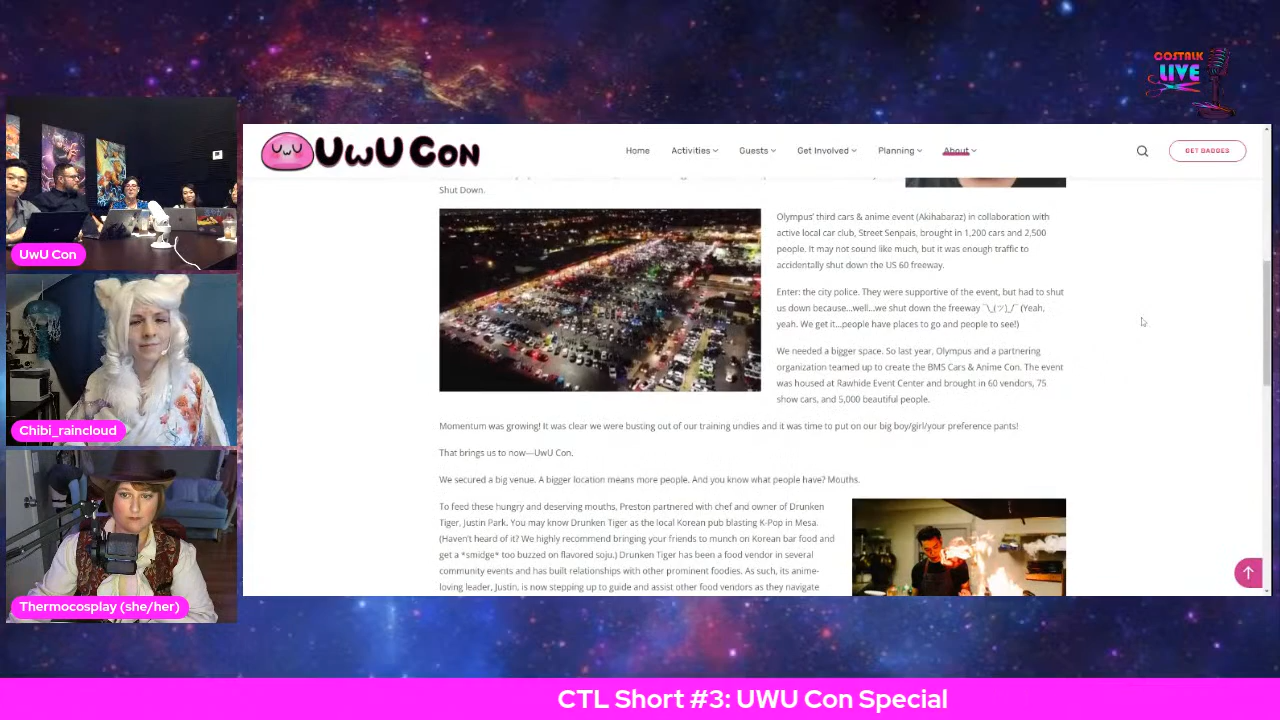 COSTALK
LIVE
UwU Con
Home
Activities
Guests
Get Involved
Planning
About
GET BADGES
Shut Down.
Olympus' third cars & anime event (Akihabaraz) in collaboration with
active local car club, Street Senpais, brought in 1,200 cars and 2,500
people. It may not sound like much, but it was enough traffic to
accidentally shut down the US 60 freeway.
Enter: the city police. They were supportive of the event, but had to shut
us down because...well...we shut down the freeway ¯\_(ツ)_/¯ (Yeah,
yeah. We get it...people have places to go and people to see!)
We needed a bigger space. So last year, Olympus and a partnering
organization teamed up to create the BMS Cars & Anime Con. The event
was housed at Rawhide Event Center and brought in 60 vendors, 75
show cars, and 5,000 beautiful people.
Momentum was growing! It was clear we were busting out of our training undies and it was time to put on our big boy/girl/your preference pants!
That brings us to now---UwU Con.
We secured a big venue. A bigger location means more people. And you know what people have? Mouths.
To feed these hungry and deserving mouths, Preston partnered with chef and owner of Drunken
Tiger, Justin Park. You may know Drunken Tiger as the local Korean pub blasting K-Pop in Mesa.
(Haven't heard of it? We highly recommend bringing your friends to munch on Korean bar food and
get a *smidge* too buzzed on flavored soju.) Drunken Tiger has been a food vendor in several
community events and has built relationships with other prominent foodies. As such, its anime-
loving leader, Justin, is now stepping up to guide and assist other food vendors as they navigate
UwU Con
Chibi_raincloud
Thermocosplay (she/her)
CTL Short #3: UWU Con Special